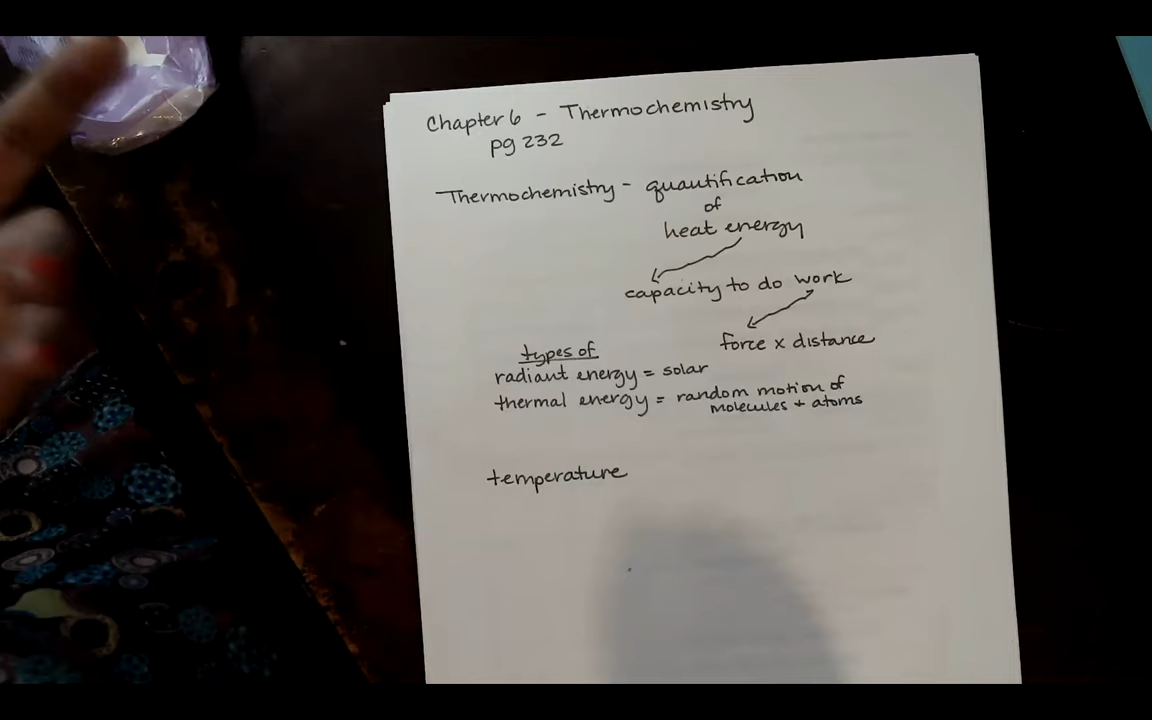 Chapter 6 - Thermochemistry
pg 232
Thermochemistry - quantification
of
heat energy
capacity to do work
force x distance
types of
radiant energy = solar
thermal energy = random motion of
molecules + atoms
temperature